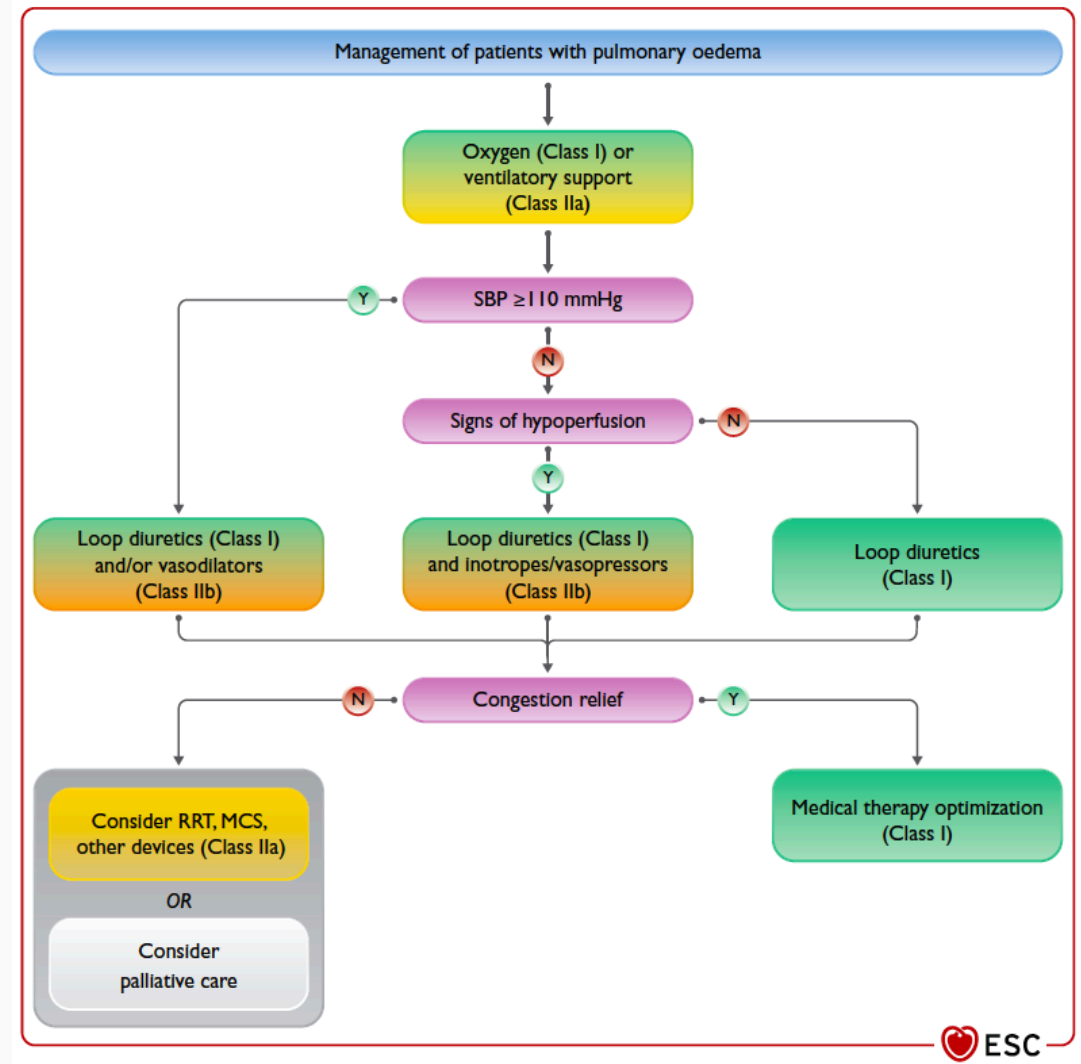 Management of patients with pulmonary oedema
Oxygen (Class I) or
ventilatory support
(Class IIa)
SBP ≥110 mmHg
Y
N
Signs of hypoperfusion
N
Y
Loop diuretics (Class I)
and/or vasodilators
(Class IIb)
Loop diuretics (Class I)
and inotropes/vasopressors
(Class IIb)
Loop diuretics
(Class I)
Congestion relief
N
Y
Consider RRT, MCS,
other devices (Class IIa)
OR
Consider
palliative care
Medical therapy optimization
(Class I)
ESC